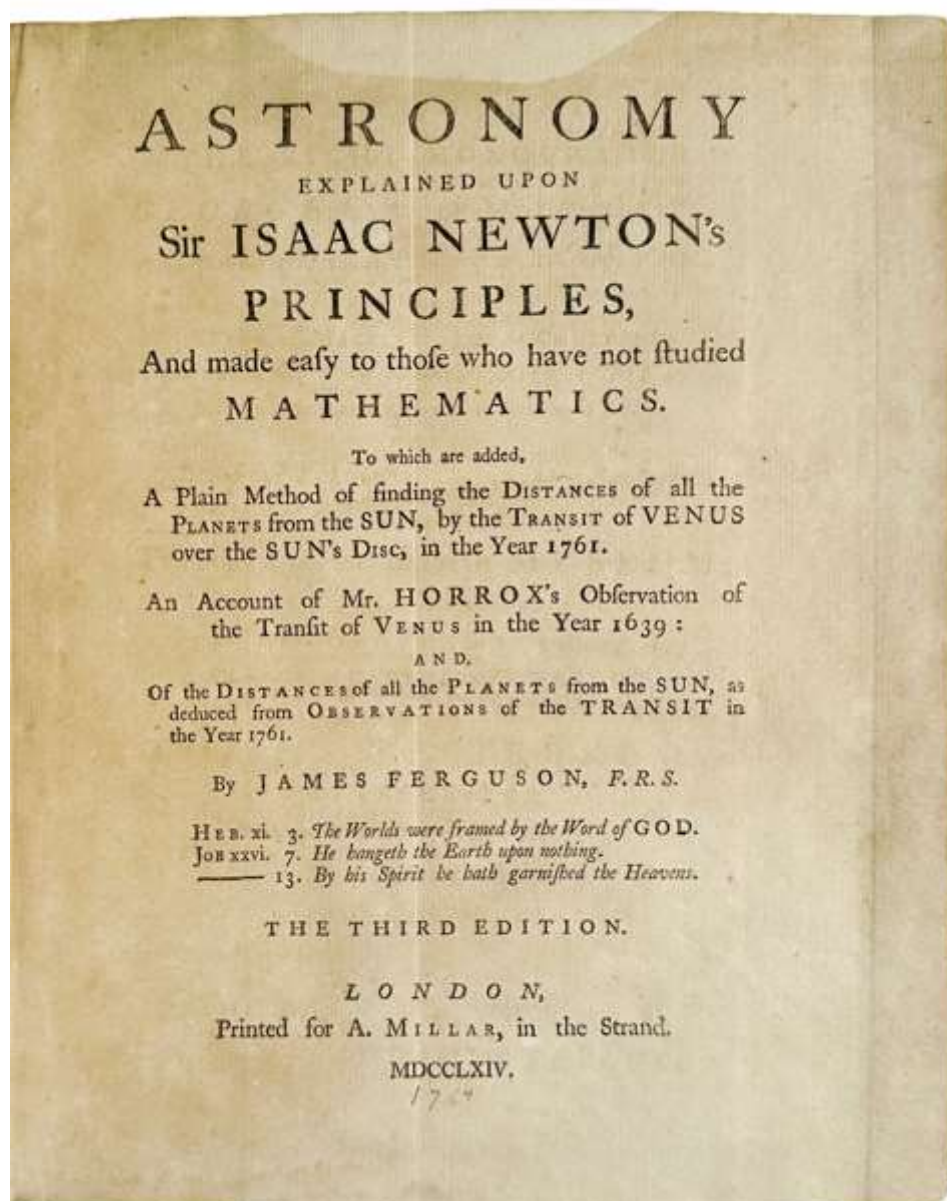 ASTRONOMY
EXPLAINED UPON
Sir ISAAC NEWTON's
PRINCIPLES,
And made eaſy to thoſe who have not ſtudied
MATHEMATICS.
To which are added,
A Plain Method of finding the DISTANCES of all the
PLANETS from the SUN, by the TRANSIT of VENUS
over the SUN's DISC, in the Year 1761.
An Account of Mr. HORROX's Obſervation of
the Tranſit of VENUS in the Year 1639:
AND,
Of the DISTANCES of all the PLANETS from the SUN, as
deduced from OBSERVATIONS of the TRANSIT in
the Year 1761.
By JAMES FERGUSON, F.R.S.
HEB. xi. 3. The Worlds were framed by the Word of GOD.
JOB xxvi. 7. He hangeth the Earth upon nothing.
——— 13. By his Spirit he hath garniſhed the Heavens.
THE THIRD EDITION.
LONDON,
Printed for A. MILLAR, in the Strand.
MDCCLXIV.